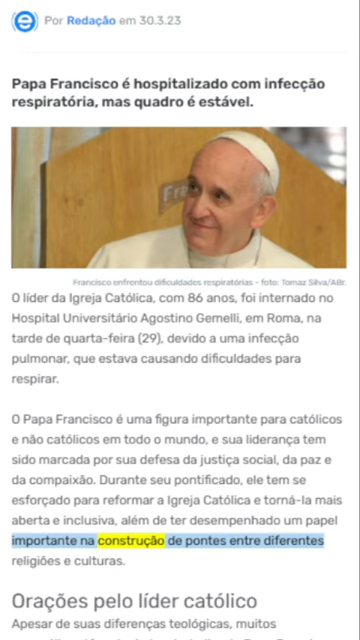 Por Redação em 30.3.23
Papa Francisco é hospitalizado com infecção
respiratória, mas quadro é estável.
Francisco enfrentou dificuldades respiratórias - foto: Tomaz Silva/ABr.
O líder da Igreja Católica, com 86 anos, foi internado no
Hospital Universitário Agostino Gemelli, em Roma, na
tarde de quarta-feira (29), devido a uma infecção
pulmonar, que estava causando dificuldades para
respirar.
O Papa Francisco é uma figura importante para católicos
e não católicos em todo o mundo, e sua liderança tem
sido marcada por sua defesa da justiça social, da paz e
da compaixão. Durante seu pontificado, ele tem se
esforçado para reformar a Igreja Católica e torná-la mais
aberta e inclusiva, além de ter desempenhado um papel
importante na construção de pontes entre diferentes
religiões e culturas.
Orações pelo líder católico
Apesar de suas diferenças teológicas, muitos